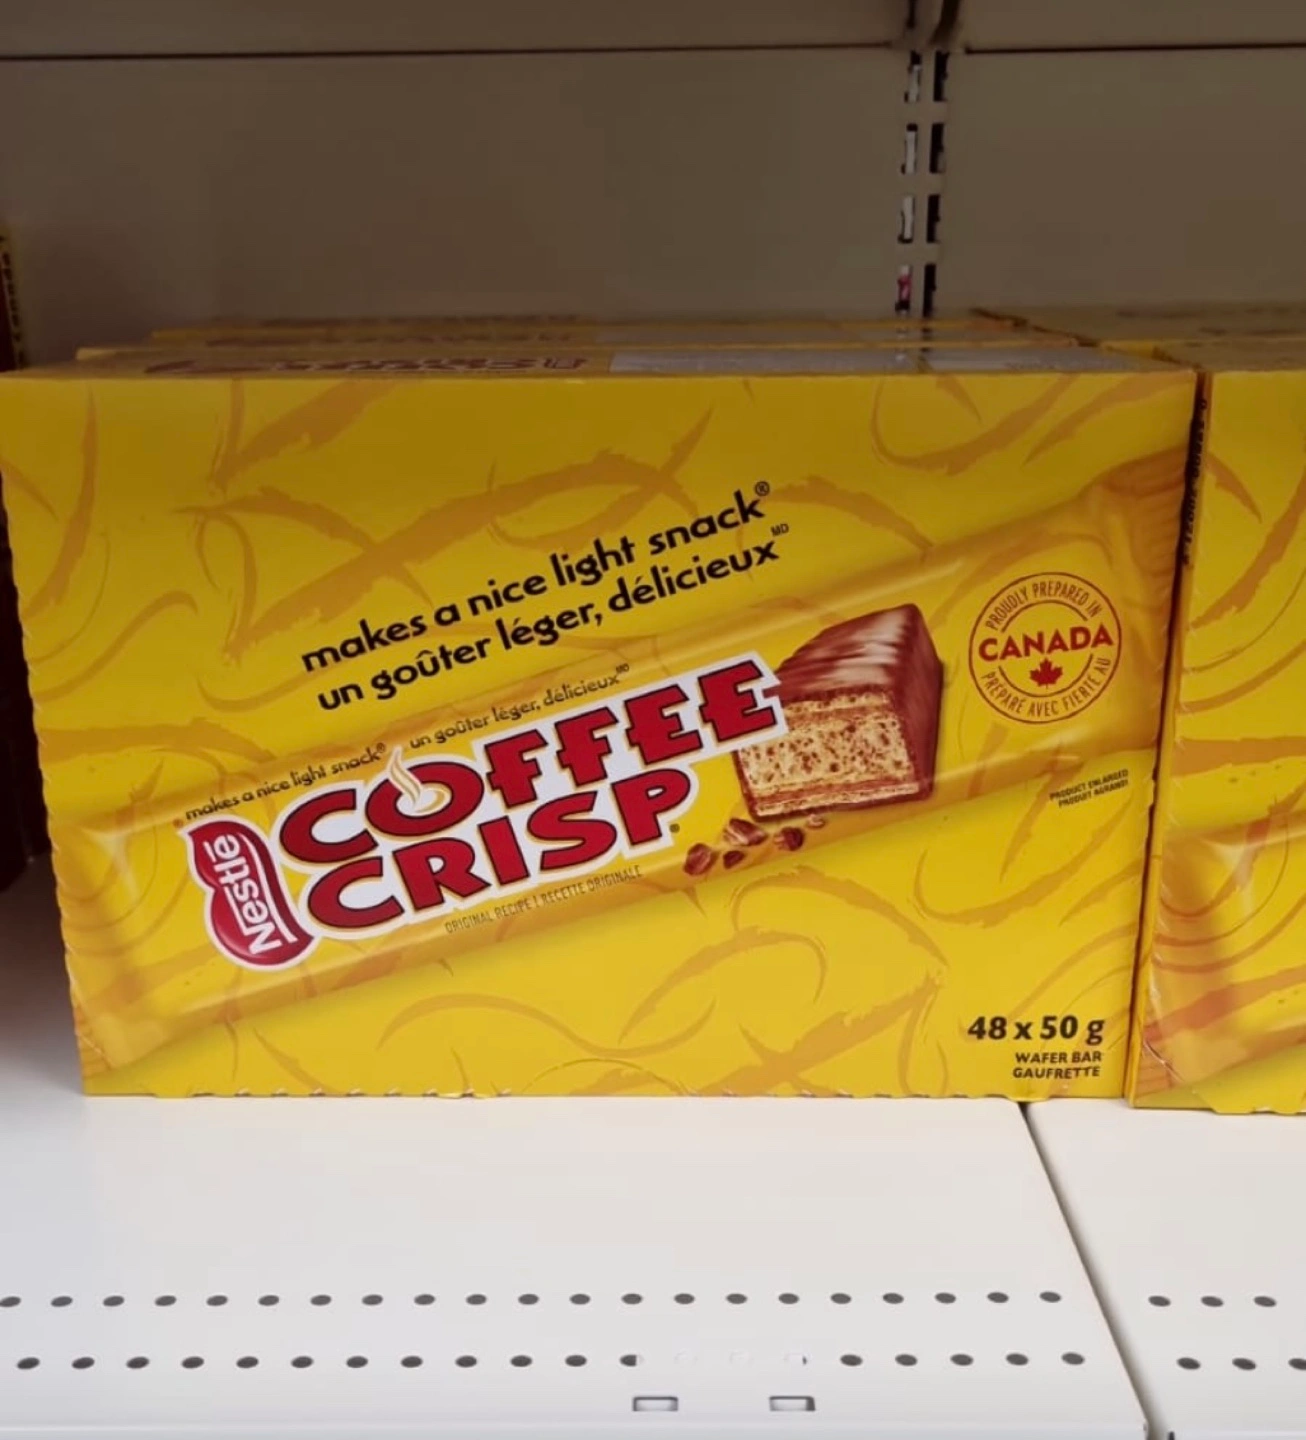 makes a nice light snack®
un goûter léger, délicieux MD
makes a nice light snack® un goûter léger, délicieux MD
Nestlé
COFFEE
CRISP®
ORIGINAL RECIPE | RECETTE ORIGINALE
PROUDLY PREPARED IN
CANADA
PRÉPARÉ AVEC FIERTÉ AU
PRODUCT ENLARGED
PRODUIT AGRANDI
48 x 50 g
WAFER BAR
GAUFRETTE